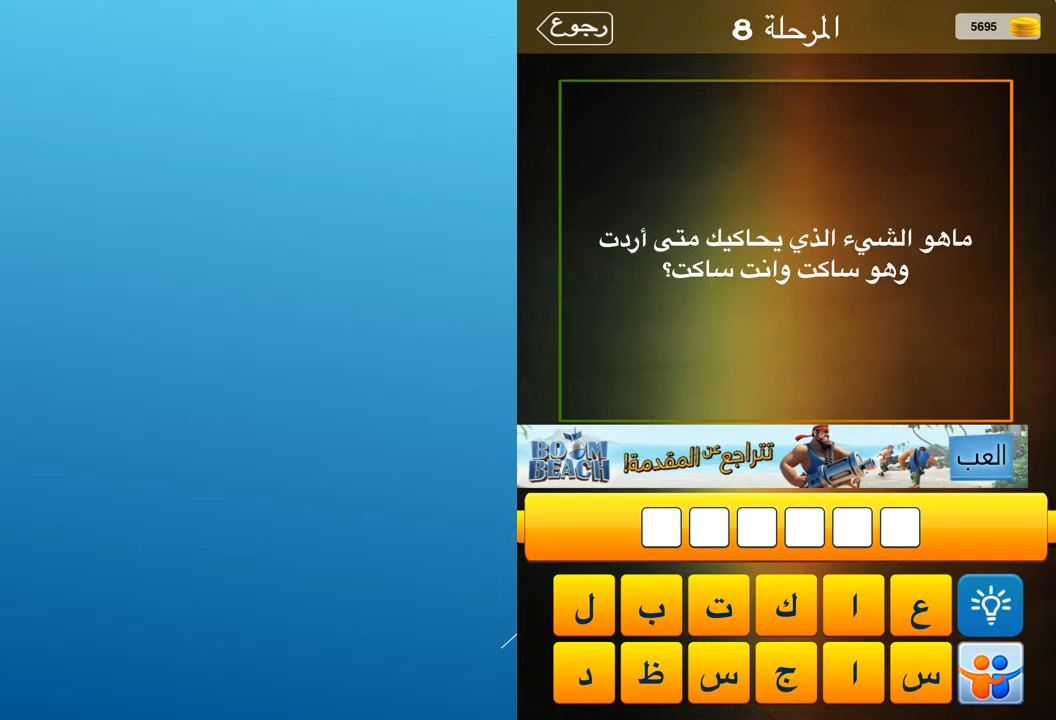 رجوع
المرحلة 8
5695
ماهو الشيء الذي يحاكيك متى أردت
وهو ساكت وانت ساكت؟
BOOM
BEACH
تتراجع عن المقدمة!
العب
ل ب ت ك ا ع
د ظ س ج ا س